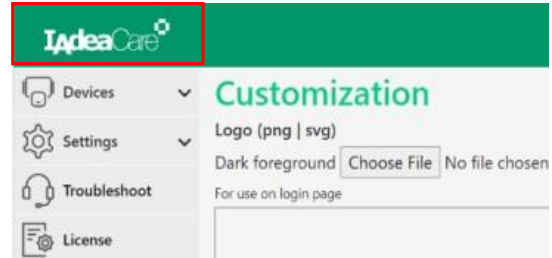 IAdeaCare
Devices
Settings
Troubleshoot
License
Customization
Logo (png | svg)
Dark foreground Choose File No file chosen
For use on login page